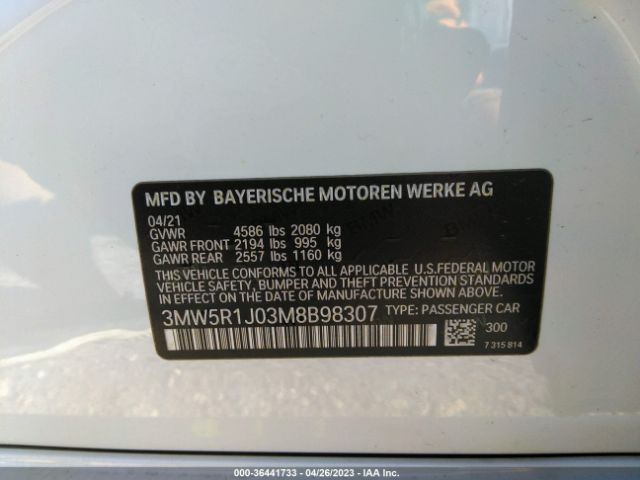 MFD BY BAYERISCHE MOTOREN WERKE AG
04/21
GVWR 4586 lbs 2080 kg
GAWR FRONT 2194 lbs 995 kg
GAWR REAR 2557 lbs 1160 kg
THIS VEHICLE CONFORMS TO ALL APPLICABLE U.S.FEDERAL MOTOR
VEHICLE SAFETY, BUMPER AND THEFT PREVENTION STANDARDS
IN EFFECT ON THE DATE OF MANUFACTURE SHOWN ABOVE.
3MW5R1J03M8B98307 TYPE: PASSENGER CAR
300
7 315 814
000-36441733 - 04/26/2023 - IAA Inc.